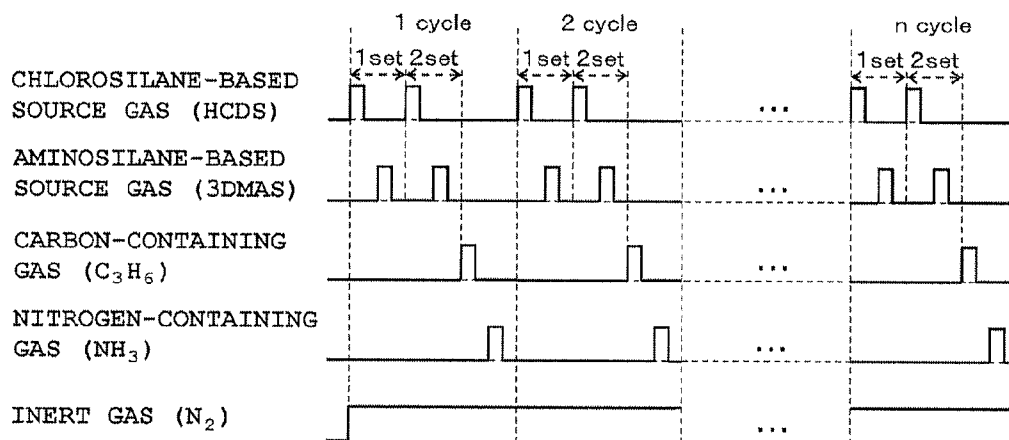 1 cycle 2 cycle n cycle
1set 2set 1set 2set 1set 2set
CHLOROSILANE-BASED
SOURCE GAS (HCDS)
...
AMINOSILANE-BASED
SOURCE GAS (3DMAS)
...
CARBON-CONTAINING
GAS (C₃H₆)
...
NITROGEN-CONTAINING
GAS (NH₃)
...
INERT GAS (N₂)
...